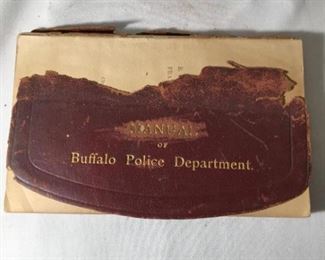 MANUAL
OF
Buffalo Police Department.